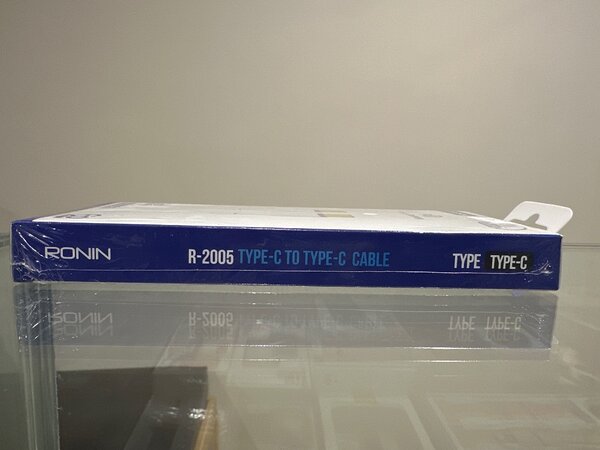 RONIN R-2005 TYPE-C TO TYPE-C CABLE TYPE TYPE-C